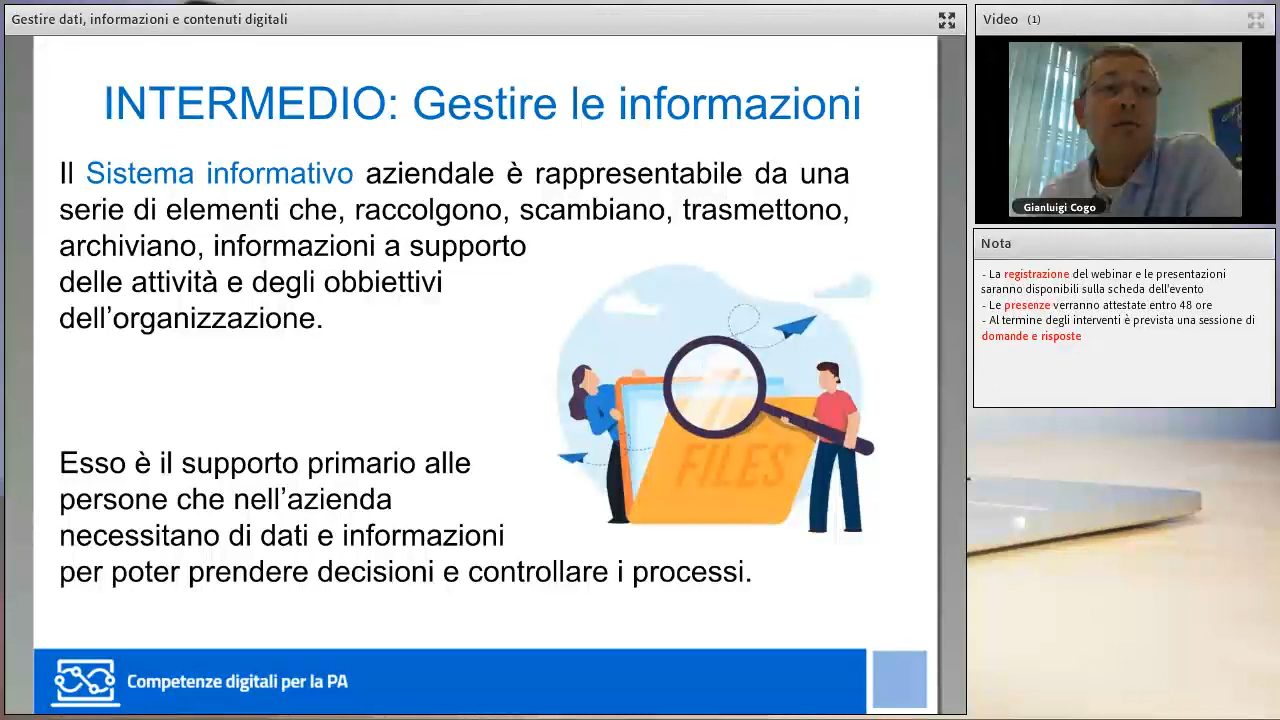 Gestire dati, informazioni e contenuti digitali
INTERMEDIO: Gestire le informazioni
Il Sistema informativo aziendale è rappresentabile da una
serie di elementi che, raccolgono, scambiano, trasmettono,
archiviano, informazioni a supporto
delle attività e degli obbiettivi
dell’organizzazione.
FILES
Esso è il supporto primario alle
persone che nell’azienda
necessitano di dati e informazioni
per poter prendere decisioni e controllare i processi.
Competenze digitali per la PA
Video (1)
Gianluigi Cogo
Nota
- La registrazione del webinar e le presentazioni
saranno disponibili sulla scheda dell'evento
- Le presenze verranno attestate entro 48 ore
- Al termine degli interventi è prevista una sessione di
domande e risposte